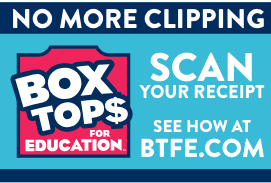 NO MORE CLIPPING
BOX
TOP$
FOR
EDUCATION
SCAN
YOUR RECEIPT
SEE HOW AT
BTFE.COM